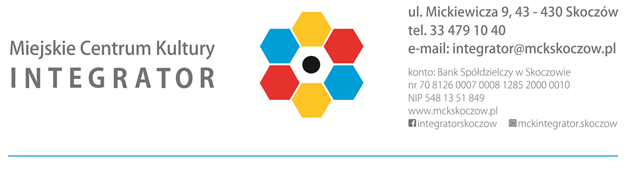 Miejskie Centrum Kultury
INTEGRATOR
ul. Mickiewicza 9, 43 - 430 Skoczów
tel. 33 479 10 40
e-mail: integrator@mckskoczow.pl
konto: Bank Spółdzielczy w Skoczowie
nr 70 8126 0007 0008 1285 2000 0010
NIP 548 13 51 849
www.mckskoczow.pl
integratorskoczow mckintegrator.skoczow